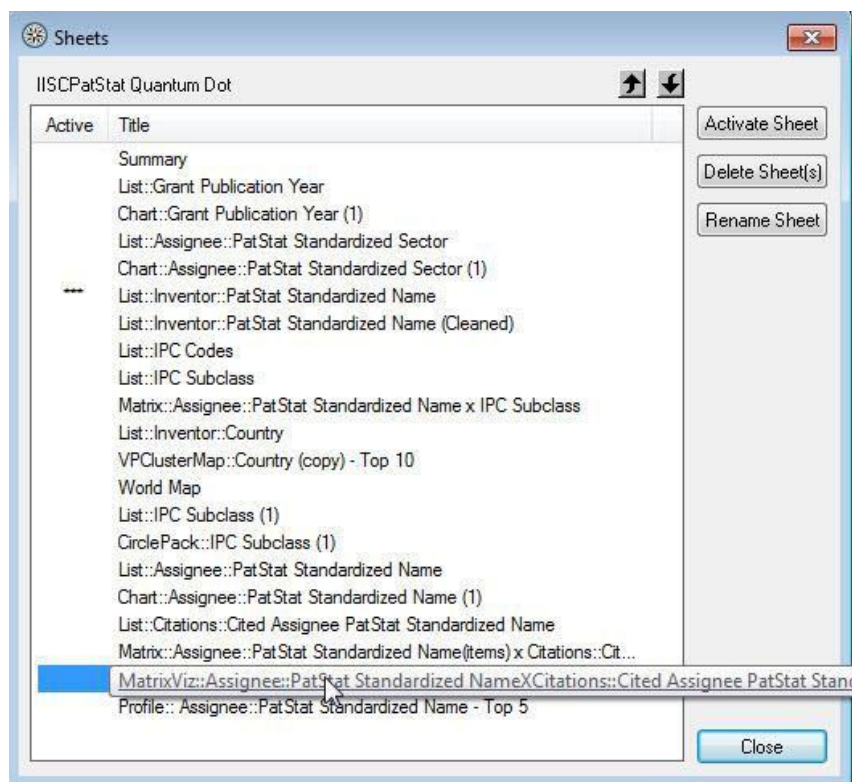 Sheets
IISCPatStat Quantum Dot
Active Title
Summary
List::Grant Publication Year
Chart::Grant Publication Year (1)
List::Assignee::PatStat Standardized Sector
Chart::Assignee::PatStat Standardized Sector (1)
*** List::Inventor::PatStat Standardized Name
List::Inventor::PatStat Standardized Name (Cleaned)
List::IPC Codes
List::IPC Subclass
Matrix::Assignee::PatStat Standardized Name x IPC Subclass
List::Inventor::Country
VPClusterMap::Country (copy) - Top 10
World Map
List::IPC Subclass (1)
CirclePack::IPC Subclass (1)
List::Assignee::PatStat Standardized Name
Chart::Assignee::PatStat Standardized Name (1)
List::Citations::Cited Assignee PatStat Standardized Name
Matrix::Assignee::PatStat Standardized Name(items) x Citations::Cit...
MatrixViz::Assignee::PatStat Standardized NameXCitations::Cited Assignee PatStat Stan
Profile:: Assignee::PatStat Standardized Name - Top 5
Activate Sheet
Delete Sheet(s)
Rename Sheet
Close